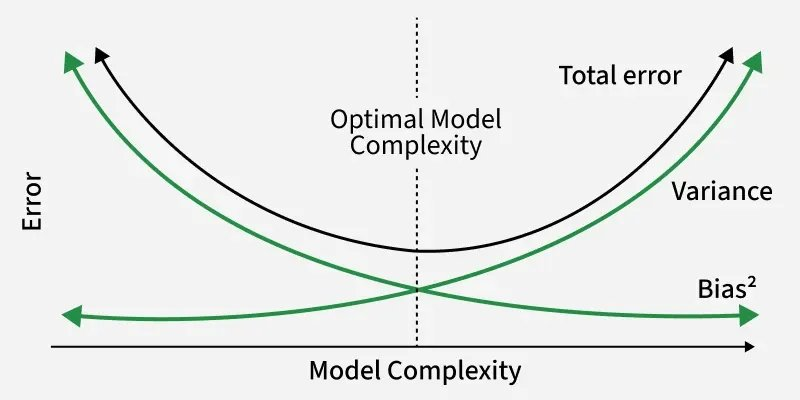 Total error
Optimal Model
Complexity
Variance
Error
Bias²
Model Complexity